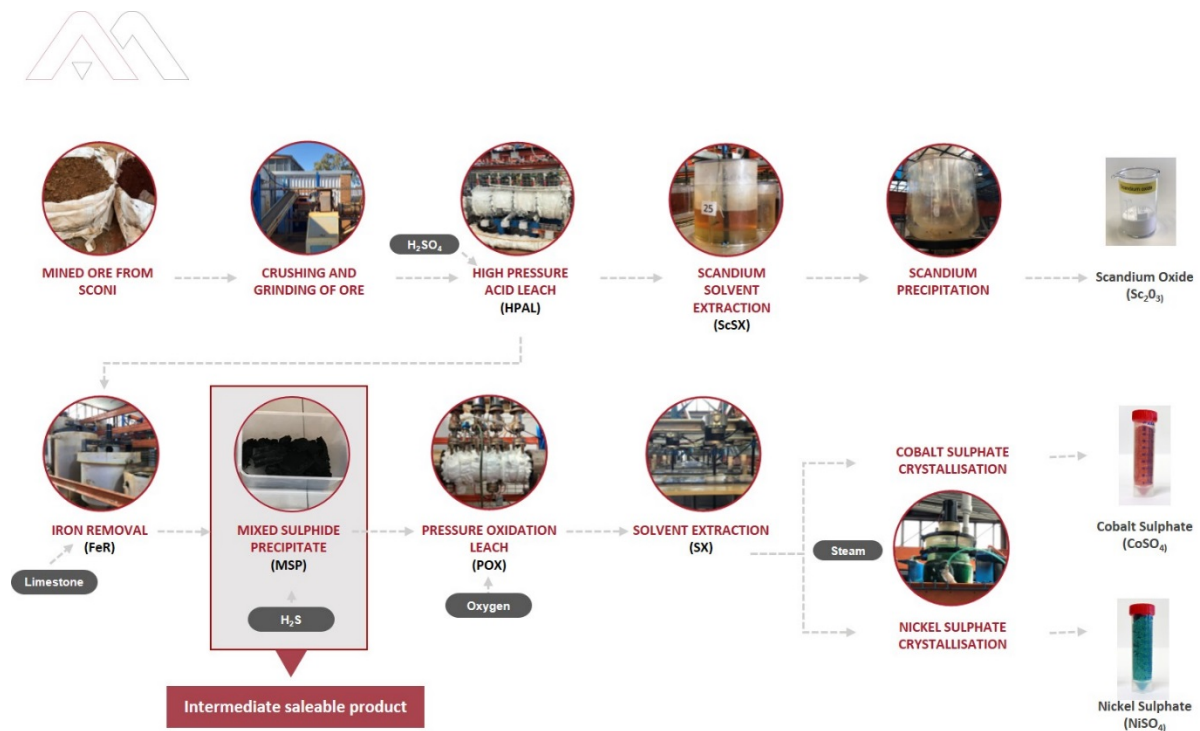 25
Scandium oxide
H₂SO₄
MINED ORE FROM
SCONI
CRUSHING AND
GRINDING OF ORE
HIGH PRESSURE
ACID LEACH
(HPAL)
SCANDIUM
SOLVENT
EXTRACTION
(ScSX)
SCANDIUM
PRECIPITATION
Scandium Oxide
(Sc₂0₃)
IRON REMOVAL
(FeR)
Limestone
MIXED SULPHIDE
PRECIPITATE
(MSP)
H₂S
PRESSURE OXIDATION
LEACH
(POX)
Oxygen
SOLVENT EXTRACTION
(SX)
COBALT SULPHATE
CRYSTALLISATION
Steam
NICKEL SULPHATE
CRYSTALLISATION
Cobalt Sulphate
(CoSO₄)
Nickel Sulphate
(NiSO₄)
Intermediate saleable product